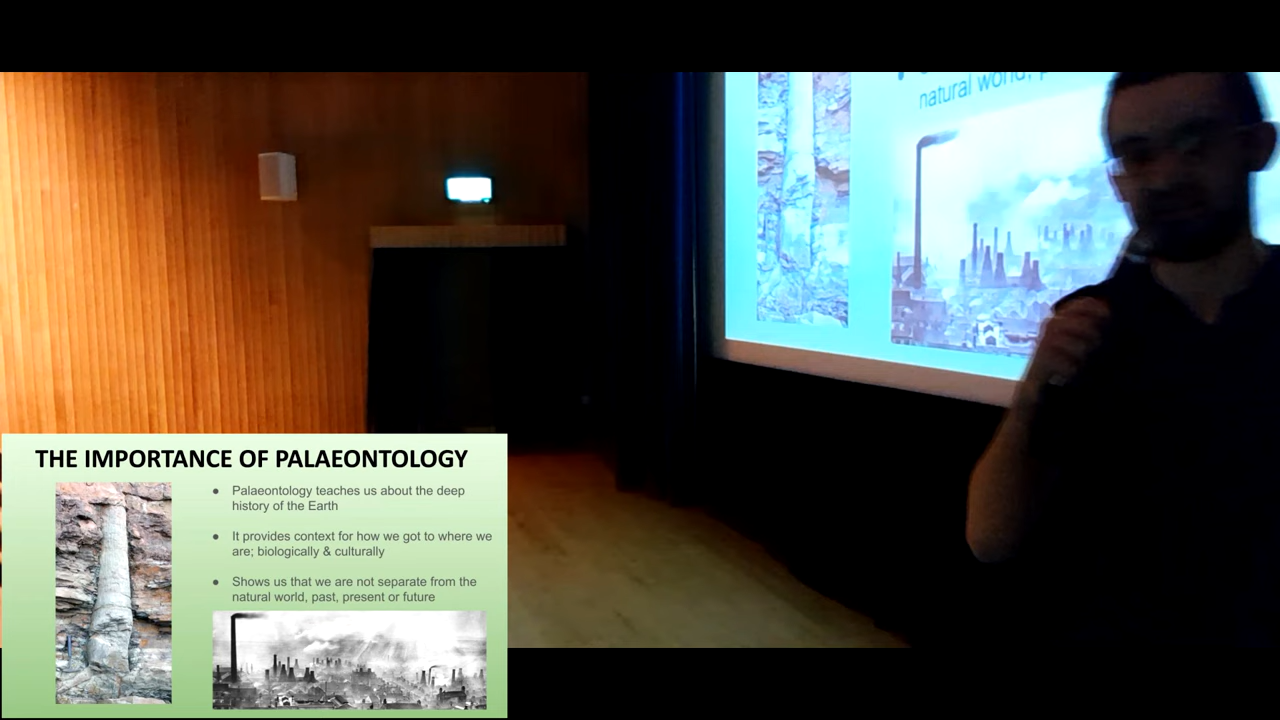 natural world, p
THE IMPORTANCE OF PALAEONTOLOGY
● Palaeontology teaches us about the deep
history of the Earth
● It provides context for how we got to where we
are; biologically & culturally
● Shows us that we are not separate from the
natural world, past, present or future